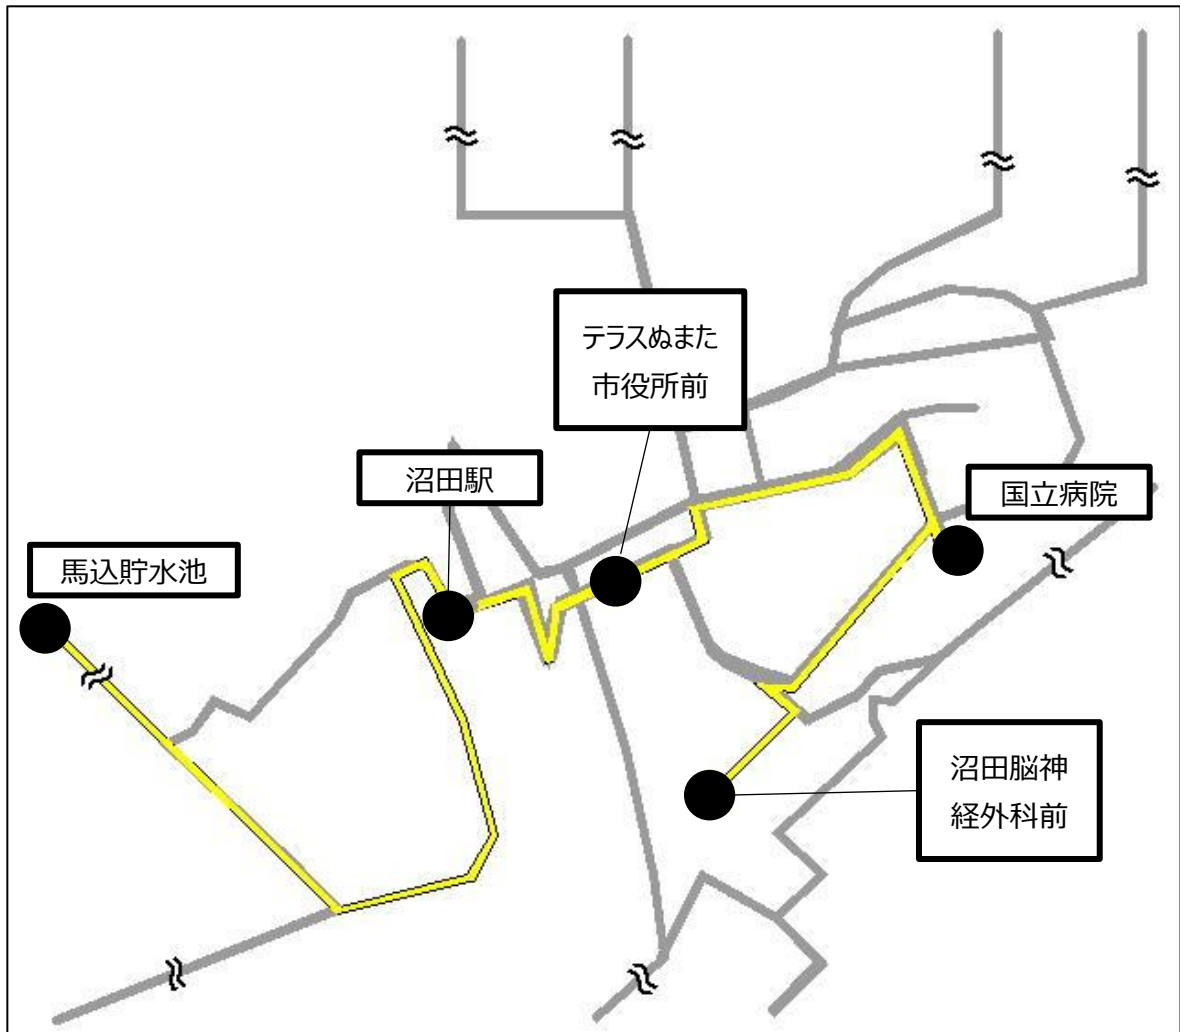 テラスぬまた
市役所前
沼田駅
国立病院
馬込貯水池
沼田脳神
経外科前